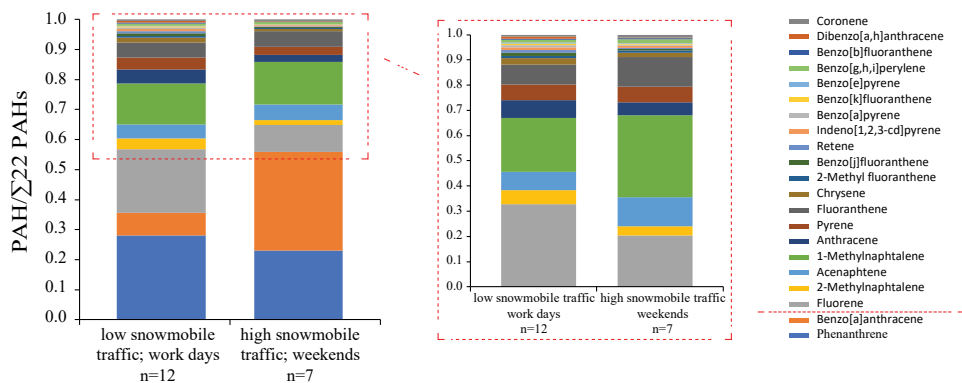 PAH/∑22 PAHs
1.0
0.9
0.8
0.7
0.6
0.5
0.4
0.3
0.2
0.1
0.0
low snowmobile
traffic; work days
n=12
high snowmobile
traffic; weekends
n=7
1.0
0.9
0.8
0.7
0.6
0.5
0.4
0.3
0.2
0.1
0.0
low snowmobile traffic
work days
n=12
high snowmobile traffic
weekends
n=7
Coronene
Dibenzo[a,h]anthracene
Benzo[b]fluoranthene
Benzo[g,h,i]perylene
Benzo[e]pyrene
Benzo[k]fluoranthene
Benzo[a]pyrene
Indeno[1,2,3-cd]pyrene
Retene
Benzo[j]fluoranthene
2-Methyl fluoranthene
Chrysene
Fluoranthene
Pyrene
Anthracene
1-Methylnaphtalene
Acenaphtene
2-Methylnaphtalene
Fluorene
Benzo[a]anthracene
Phenanthrene